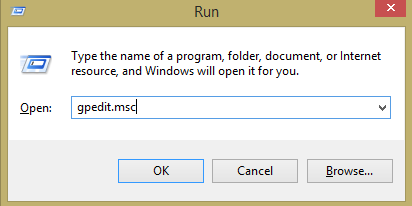 Run
Type the name of a program, folder, document, or Internet
resource, and Windows will open it for you.
Open: gpedit.msc
OK Cancel Browse...